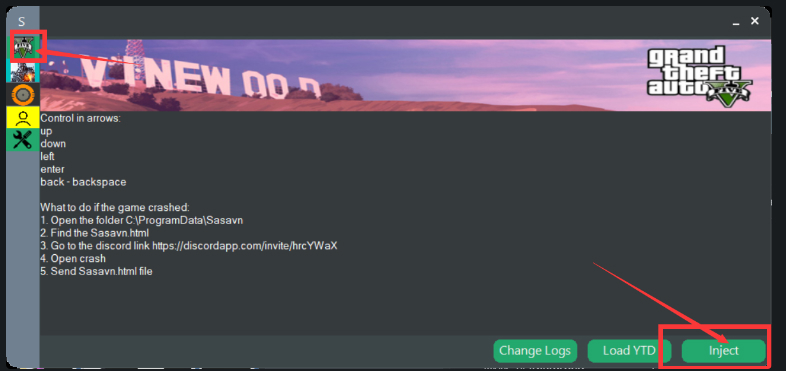 S
VINEWOOD
grand
theft
auto
FIVE
Control in arrows:
up
down
left
enter
back - backspace
What to do if the game crashed:
1. Open the folder C:\ProgramData\Sasavn
2. Find the Sasavn.html
3. Go to the discord link https://discordapp.com/invite/hrcYWaX
4. Open crash
5. Send Sasavn.html file
Change Logs
Load YTD
Inject